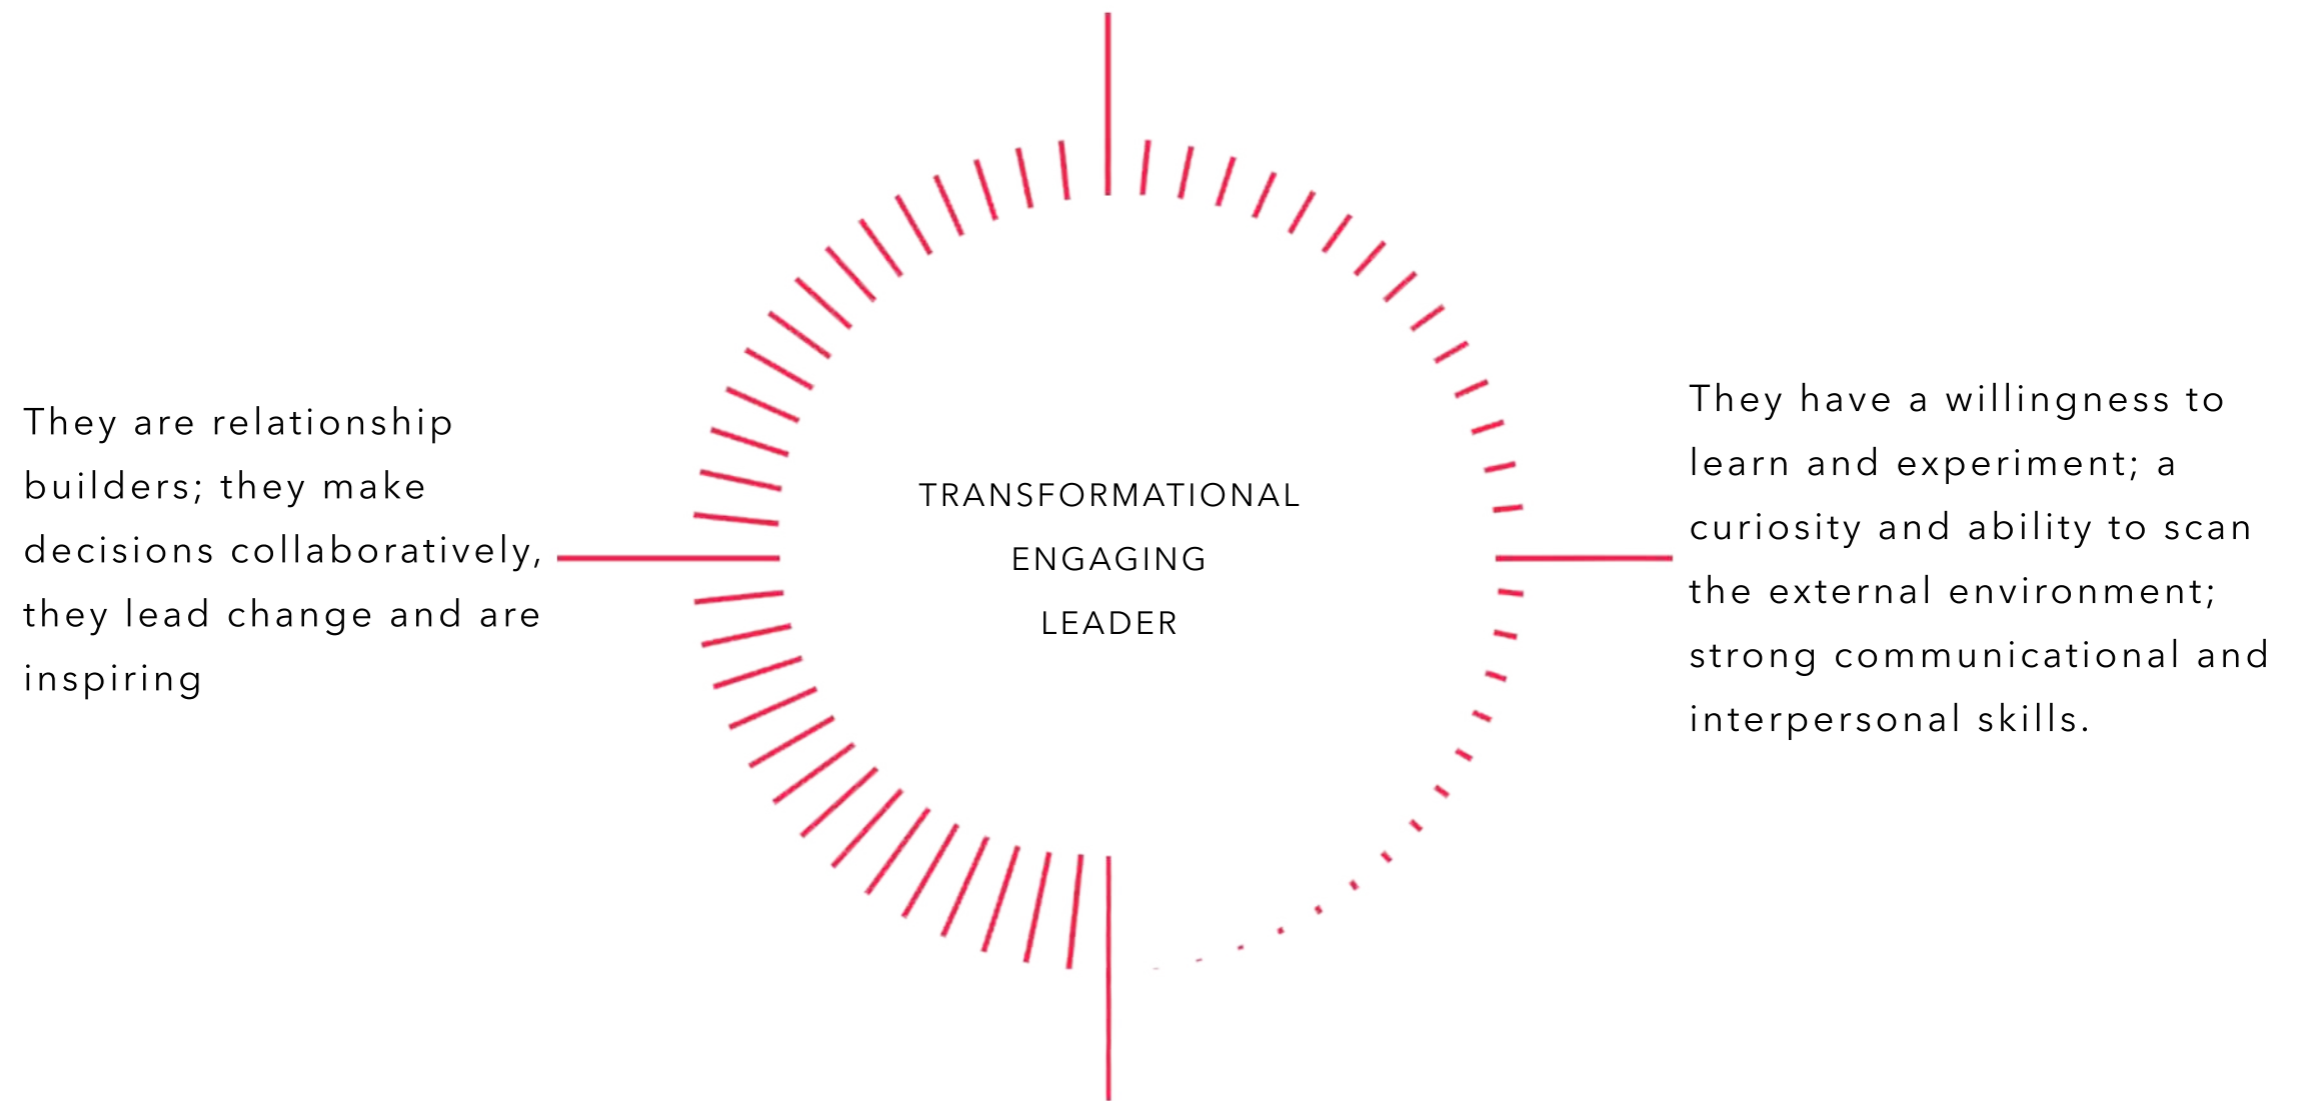 They are relationship
builders; they make
decisions collaboratively,
they lead change and are
inspiring
TRANSFORMATIONAL
ENGAGING
LEADER
They have a willingness to
learn and experiment; a
curiosity and ability to scan
the external environment;
strong communicational and
interpersonal skills.